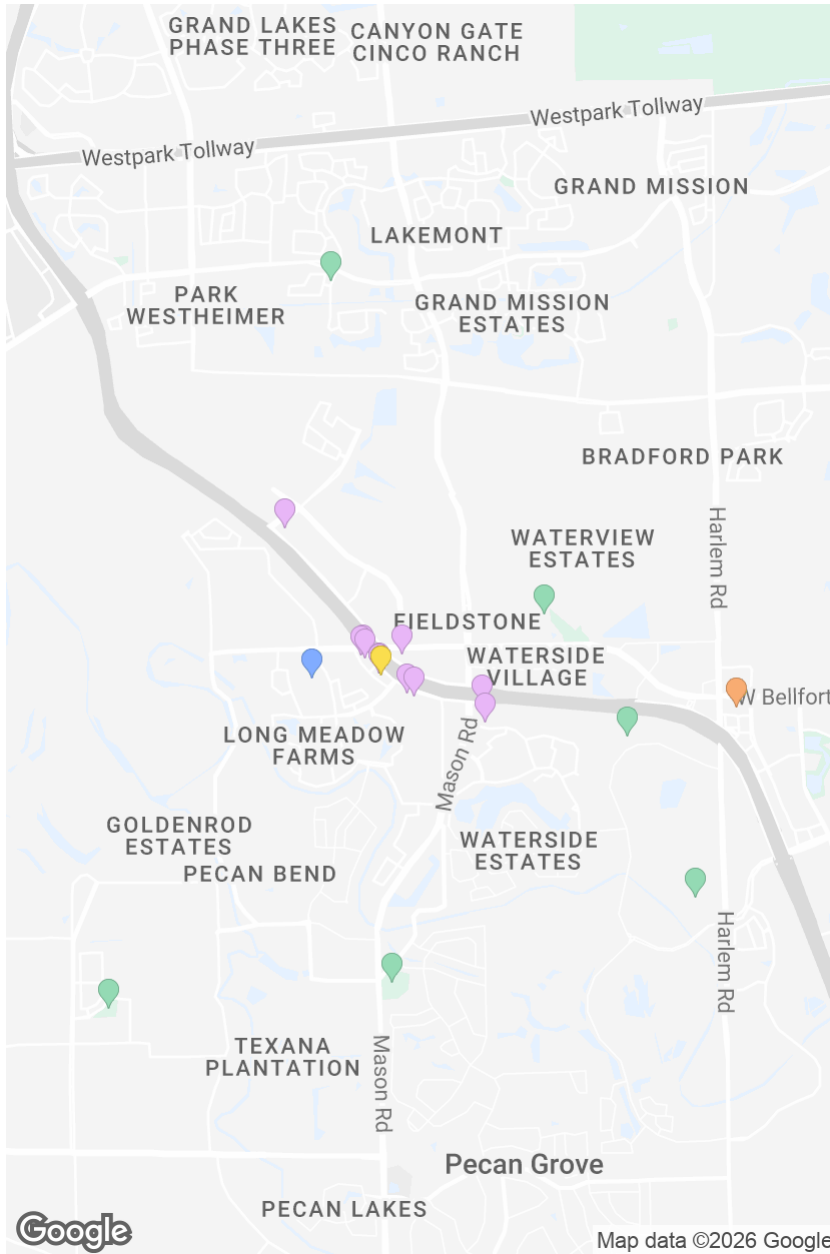 GRAND LAKES
PHASE THREE
CANYON GATE
CINCO RANCH
Westpark Tollway
Westpark Tollway
GRAND MISSION
LAKEMONT
PARK
WESTHEIMER
GRAND MISSION
ESTATES
BRADFORD PARK
Harlem Rd
WATERVIEW
ESTATES
FIELDSTONE
WATERSIDE
VILLAGE
W Bellfort
LONG MEADOW
FARMS
Mason Rd
GOLDENROD
ESTATES
WATERSIDE
ESTATES
PECAN BEND
Harlem Rd
TEXANA
PLANTATION
Mason Rd
Pecan Grove
PECAN LAKES
Google
Map data ©2026 Google